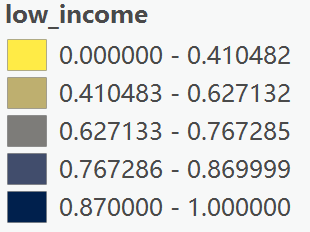 low_income
0.000000 - 0.410482
0.410483 - 0.627132
0.627133 - 0.767285
0.767286 - 0.869999
0.870000 - 1.000000